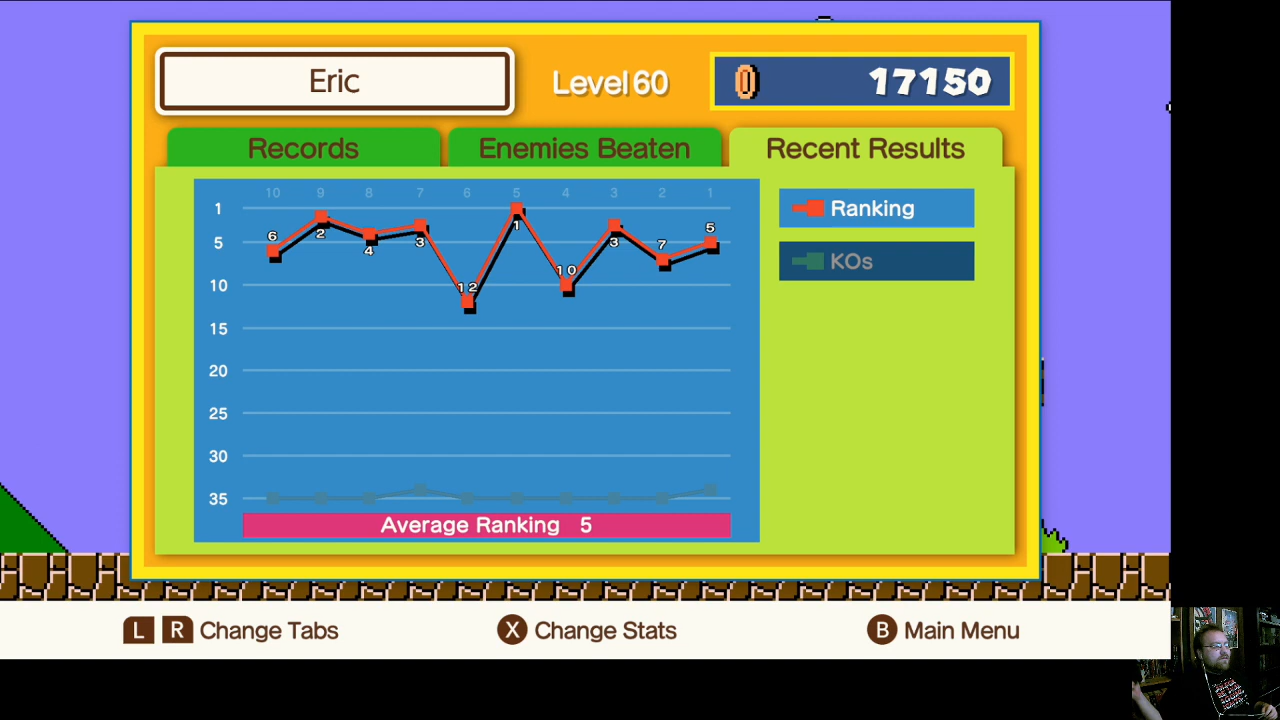 Eric
Level 60
17150
Records
Enemies Beaten
Recent Results
10 9 8 7 6 5 4 3 2 1
1
5
10
15
20
25
30
35
6 2 4 3 12 1 10 3 7 5
Average Ranking 5
Ranking
KOs
L R Change Tabs
X Change Stats
B Main Menu